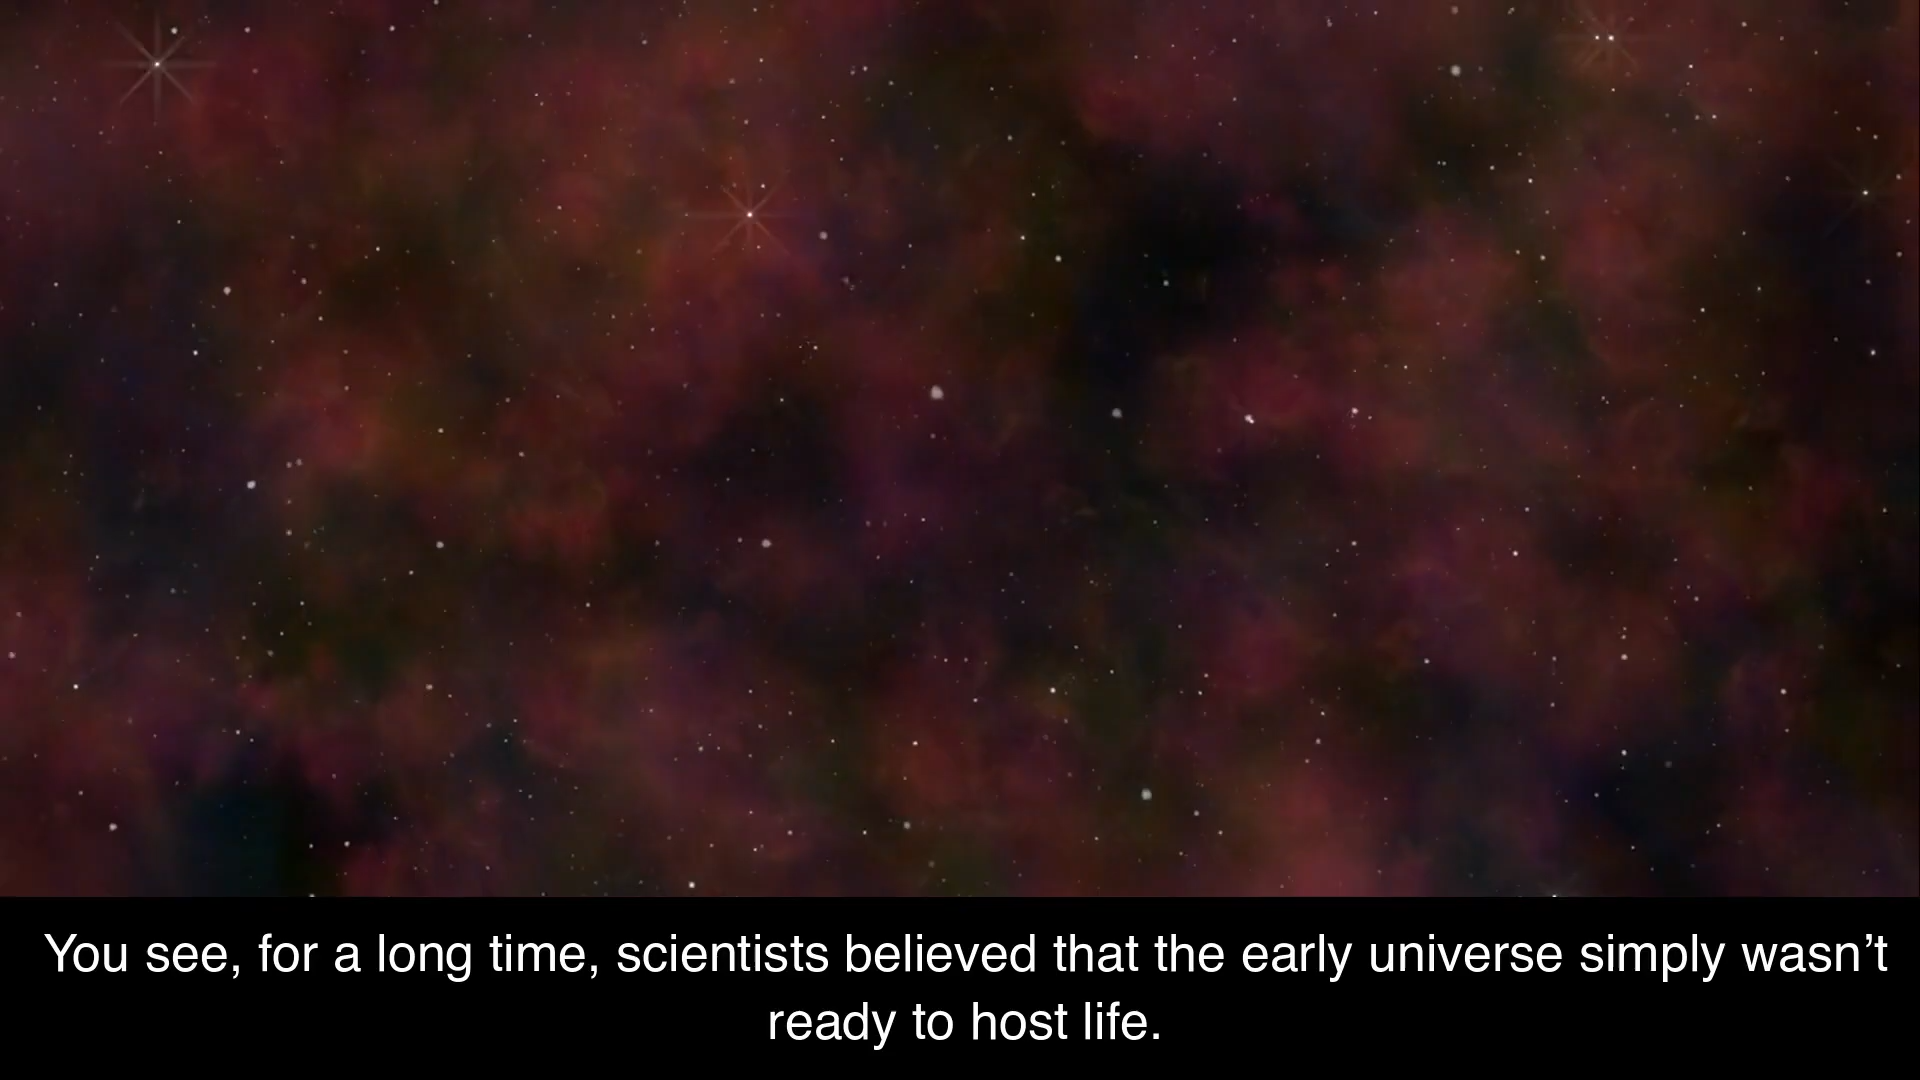 You see, for a long time, scientists believed that the early universe simply wasn’t
ready to host life.